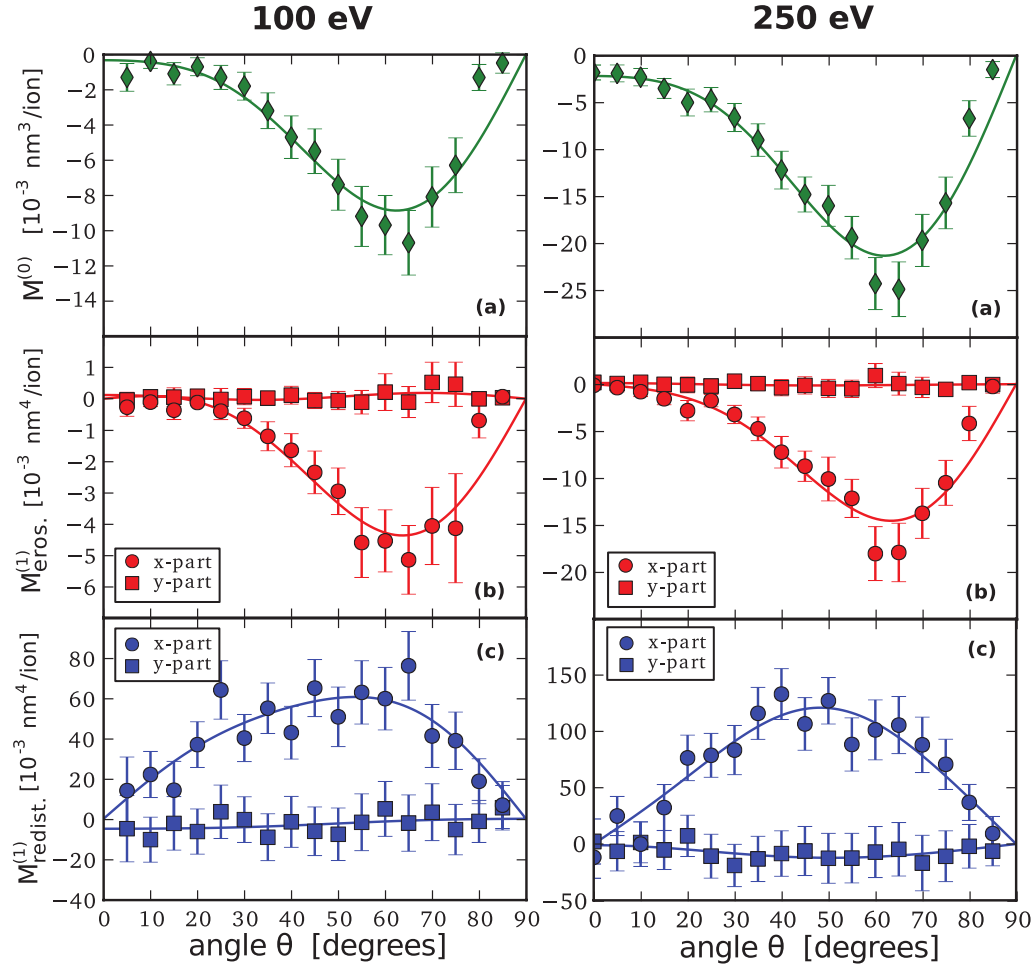 100 eV
250 eV
0
−2
−4
−6
−8
−10
−12
−14
M(0) [10−3 nm3/ion]
(a)
0
−5
−10
−15
−20
−25
(a)
1
0
−1
−2
−3
−4
−5
−6
M(1)eros. [10−3 nm4/ion]
x-part
y-part
(b)
0
−5
−10
−15
−20
x-part
y-part
(b)
80
60
40
20
0
−20
−40
M(1)redist. [10−3 nm4/ion]
x-part
y-part
(c)
150
100
50
0
−50
x-part
y-part
(c)
0 10 20 30 40 50 60 70 80 90
angle θ [degrees]
0 10 20 30 40 50 60 70 80 90
angle θ [degrees]